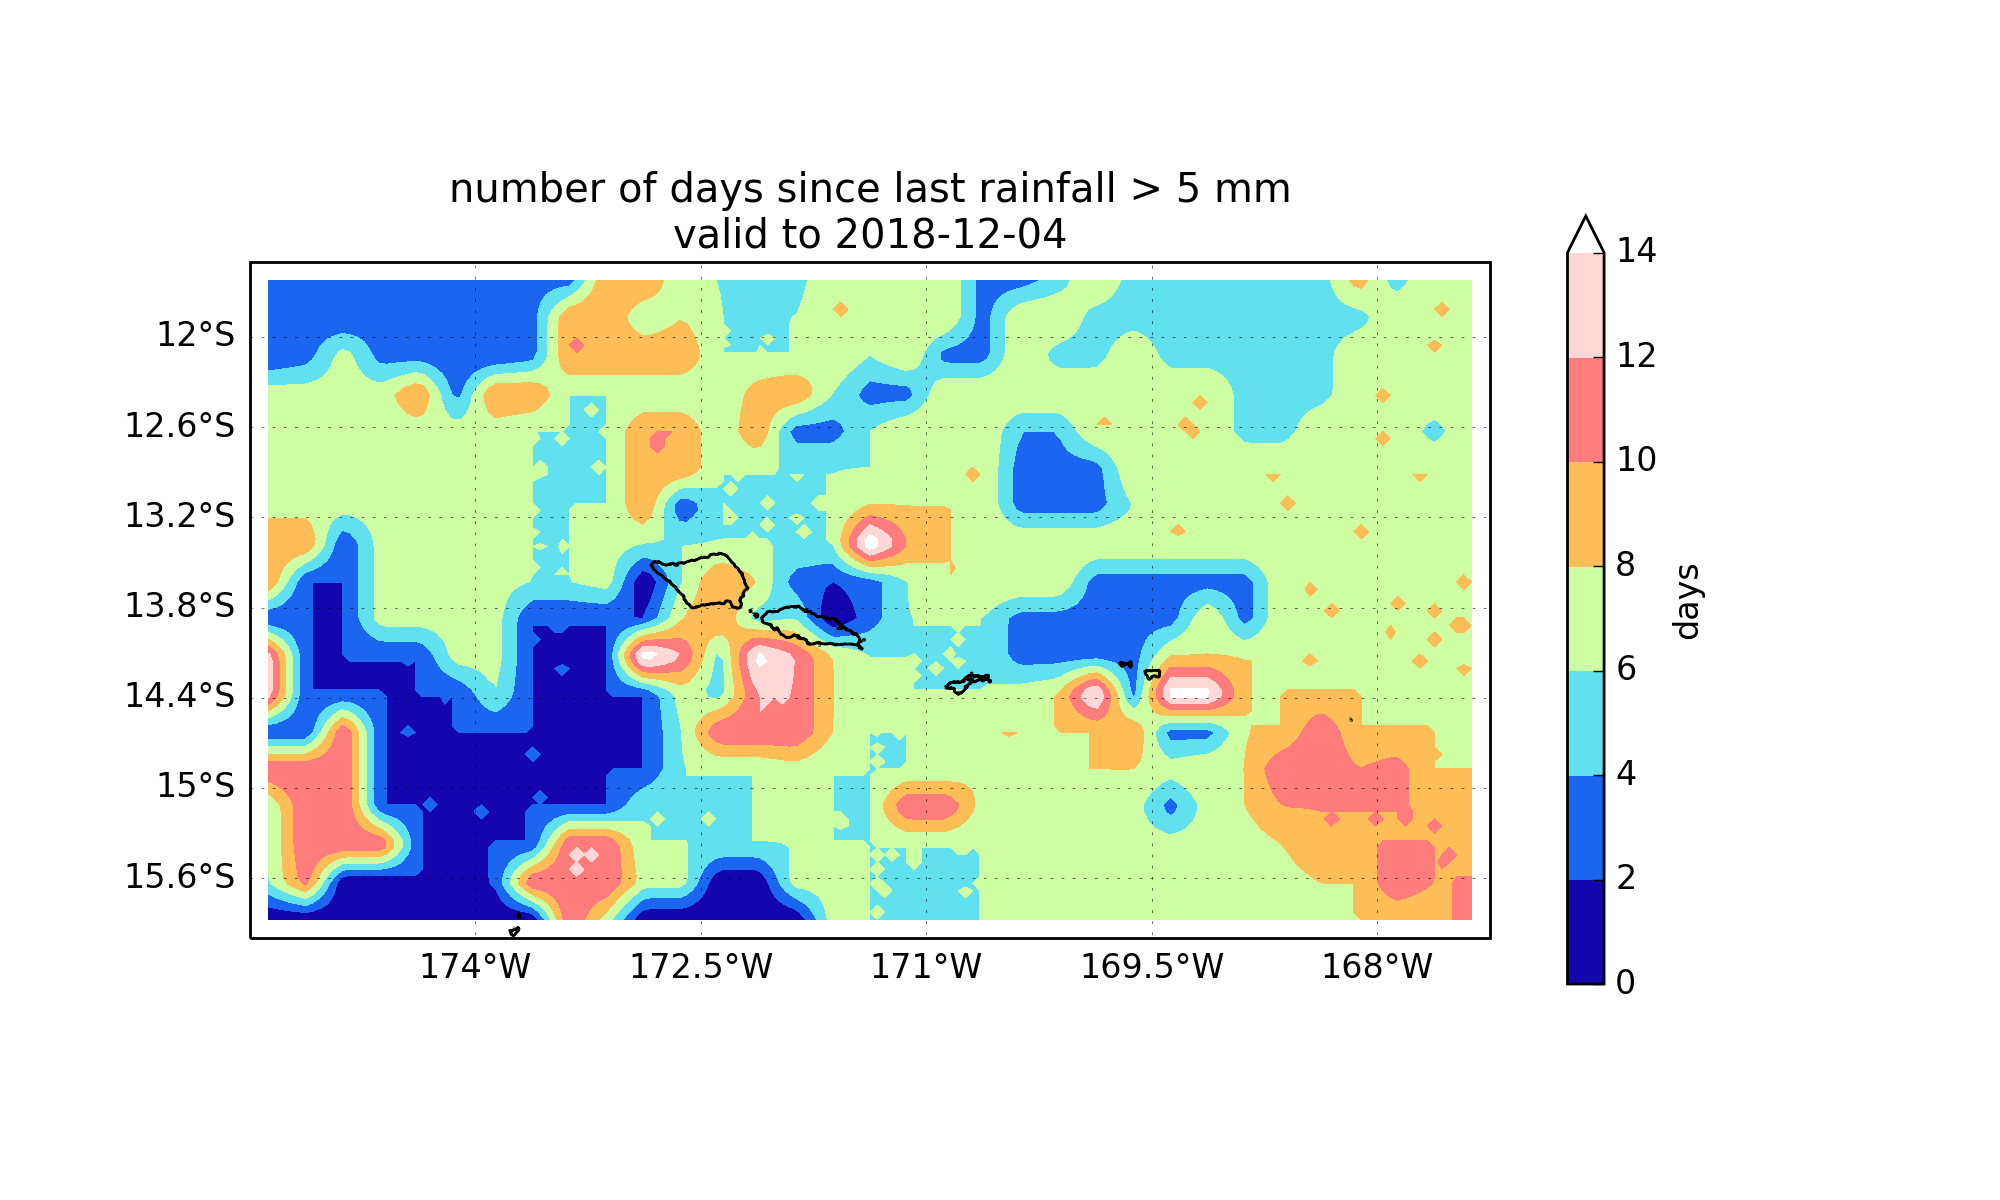 number of days since last rainfall > 5 mm
valid to 2018-12-04
12°S
12.6°S
13.2°S
13.8°S
14.4°S
15°S
15.6°S
174°W
172.5°W
171°W
169.5°W
168°W
14
12
10
8
6
4
2
0
days